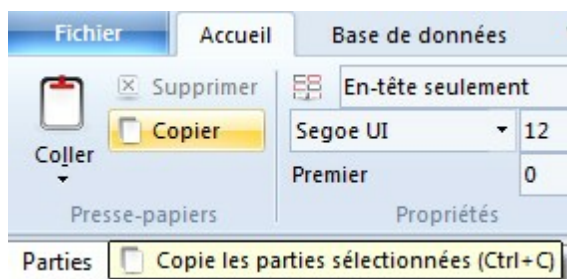 Fichier Accueil Base de données
Supprimer En-tête seulement
Copier Segoe UI 12
Coller
Premier 0
Presse-papiers Propriétés
Parties Copie les parties sélectionnées (Ctrl+C)